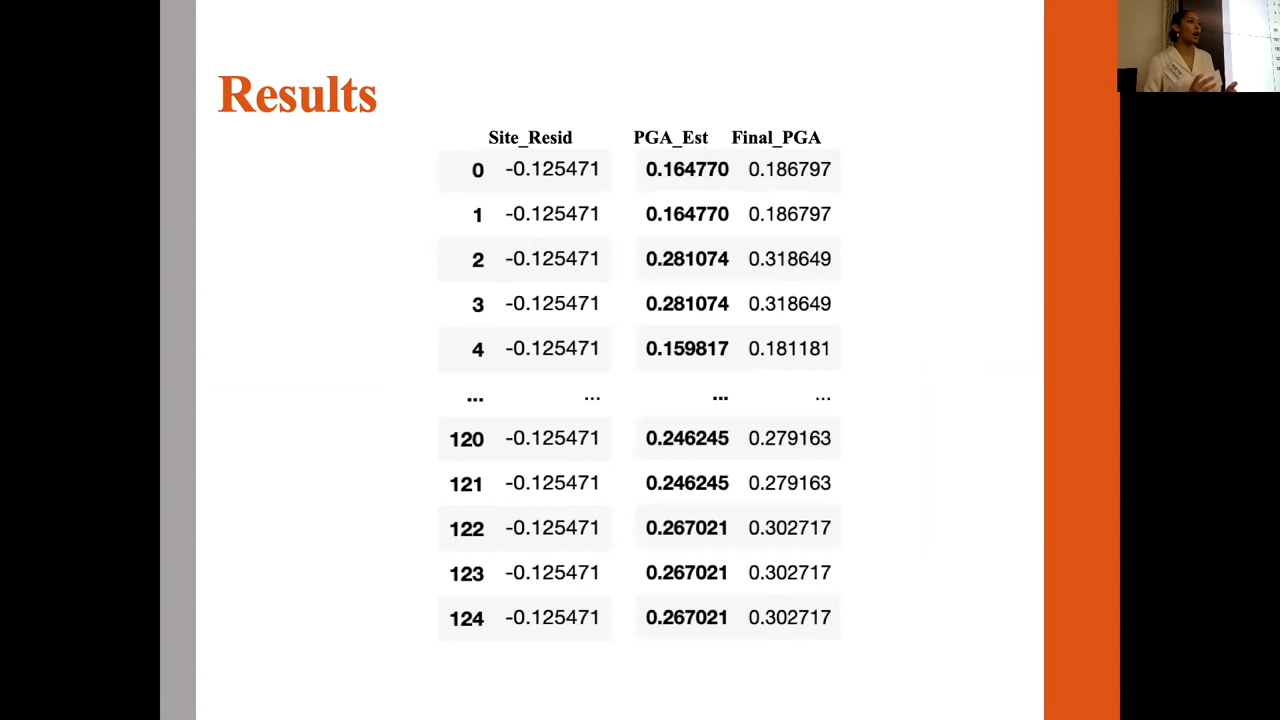 Results
Site_Resid PGA_Est Final_PGA
0 -0.125471 0.164770 0.186797
1 -0.125471 0.164770 0.186797
2 -0.125471 0.281074 0.318649
3 -0.125471 0.281074 0.318649
4 -0.125471 0.159817 0.181181
... ... ... ...
120 -0.125471 0.246245 0.279163
121 -0.125471 0.246245 0.279163
122 -0.125471 0.267021 0.302717
123 -0.125471 0.267021 0.302717
124 -0.125471 0.267021 0.302717